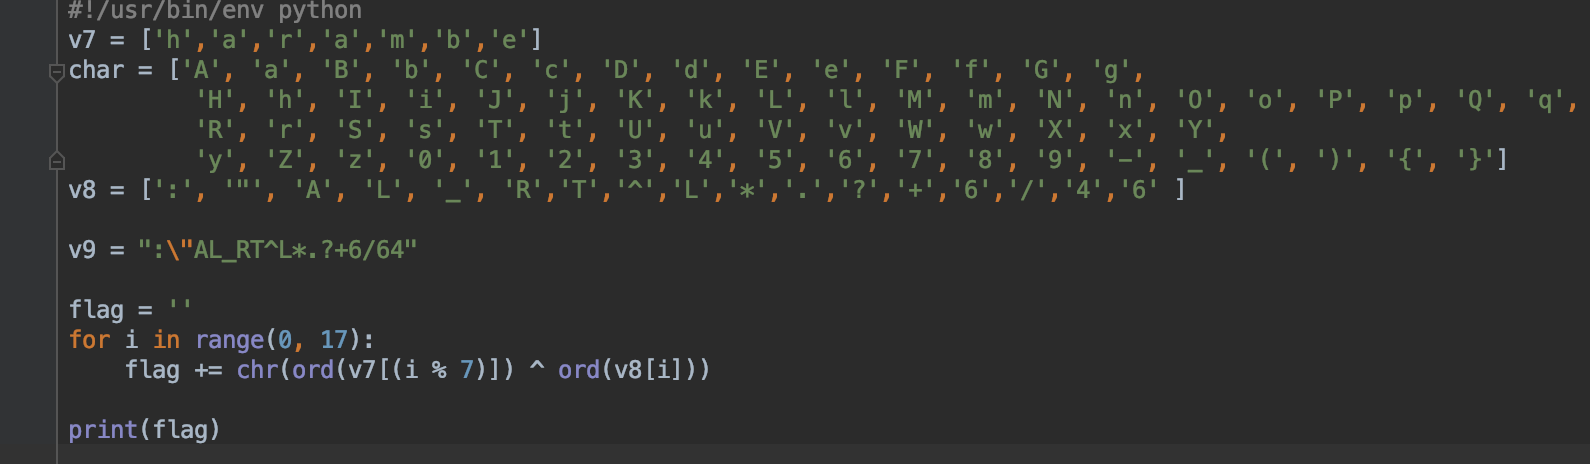 #!/usr/bin/env python
v7 = ['h','a','r','a','m','b','e']
char = ['A', 'a', 'B', 'b', 'C', 'c', 'D', 'd', 'E', 'e', 'F', 'f', 'G', 'g',
'H', 'h', 'I', 'i', 'J', 'j', 'K', 'k', 'L', 'l', 'M', 'm', 'N', 'n', 'O', 'o', 'P', 'p', 'Q', 'q',
'R', 'r', 'S', 's', 'T', 't', 'U', 'u', 'V', 'v', 'W', 'w', 'X', 'x', 'Y',
'y', 'Z', 'z', '0', '1', '2', '3', '4', '5', '6', '7', '8', '9', '-', '_', '(', ')', '{', '}']
v8 = [':', '"', 'A', 'L', '_', 'R','T','^','L','*','.','?','+','6','/','4','6' ]
v9 = ":\"AL_RT^L*.?+6/64"
flag = ''
for i in range(0, 17):
flag += chr(ord(v7[(i % 7)]) ^ ord(v8[i]))
print(flag)